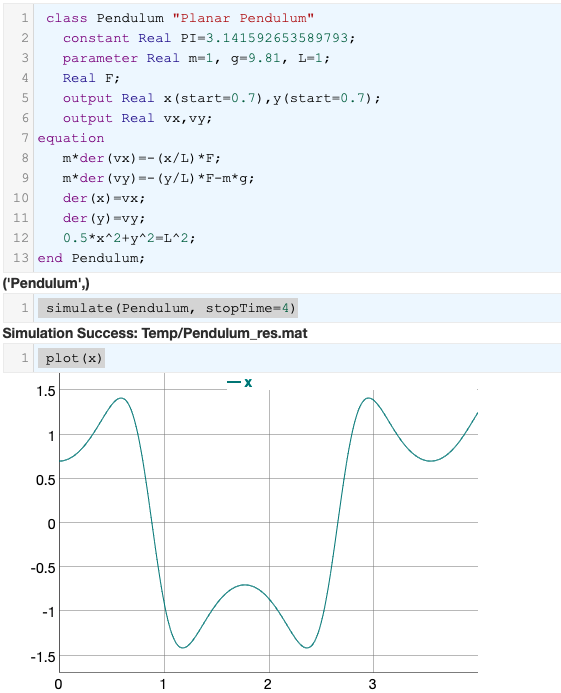 1 class Pendulum "Planar Pendulum"
2 constant Real PI=3.141592653589793;
3 parameter Real m=1, g=9.81, L=1;
4 Real F;
5 output Real x(start=0.7),y(start=0.7);
6 output Real vx,vy;
7 equation
8 m*der(vx)=-(x/L)*F;
9 m*der(vy)=-(y/L)*F-m*g;
10 der(x)=vx;
11 der(y)=vy;
12 0.5*x^2+y^2=L^2;
13 end Pendulum;
('Pendulum',)
1 simulate(Pendulum, stopTime=4)
Simulation Success: Temp/Pendulum_res.mat
1 plot(x)
x
1.5
1
0.5
0
-0.5
-1
-1.5
0 1 2 3